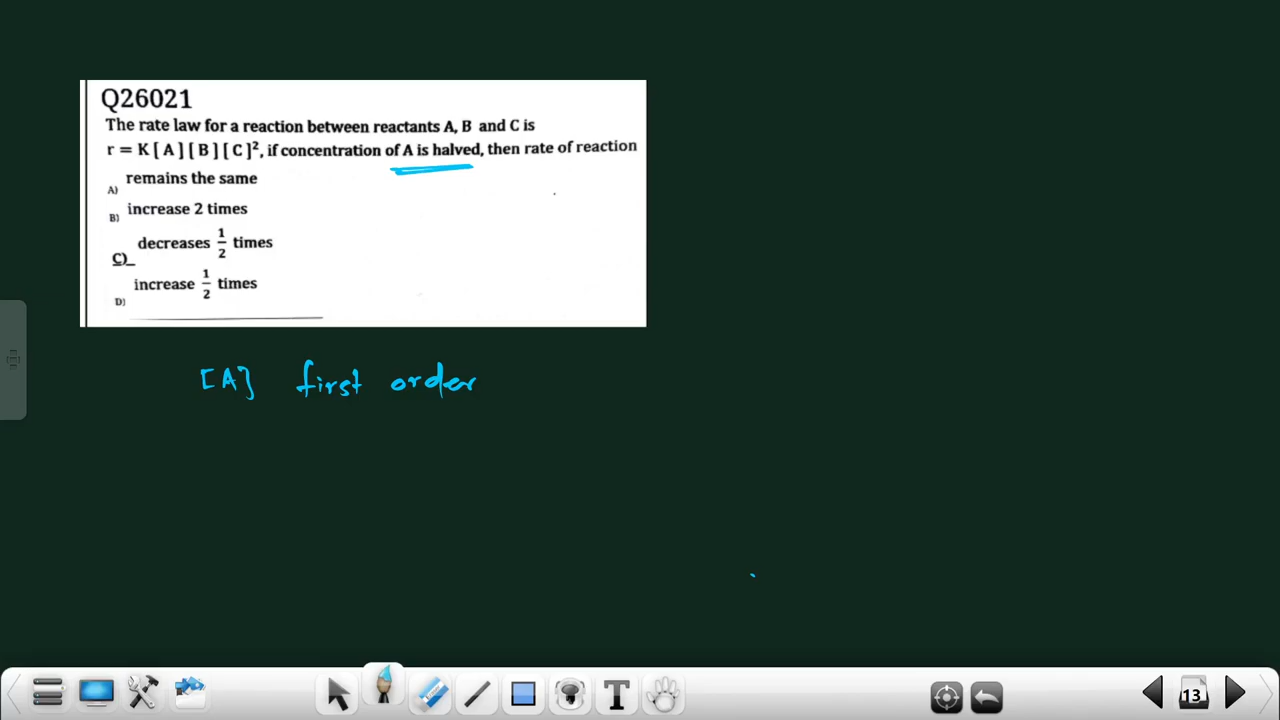 Q26021
The rate law for a reaction between reactants A, B and C is
r = K [ A ] [ B ] [ C ]², if concentration of A is halved, then rate of reaction
A) remains the same
B) increase 2 times
C) decreases 1/2 times
D) increase 1/2 times
[A] first order
T
13